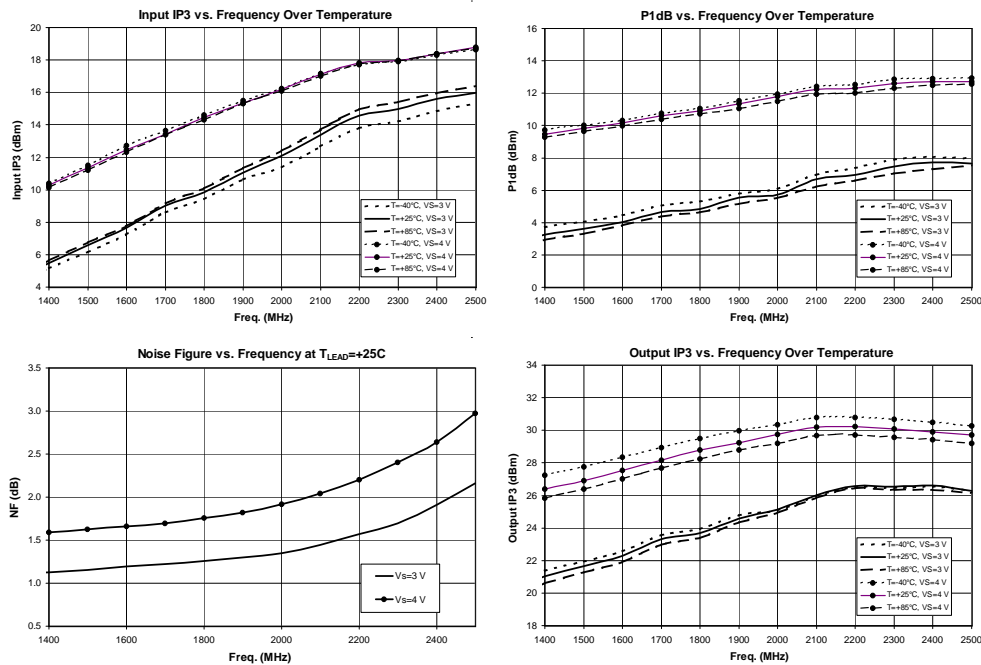 Input IP3 vs. Frequency Over Temperature
20
18
16
14
12
10
8
6
4
Input IP3 (dBm)
T=-40°C, VS=3 V
T=+25°C, VS=3 V
T=+85°C, VS=3 V
T=-40°C, VS=4 V
T=+25°C, VS=4 V
T=+85°C, VS=4 V
1400 1500 1600 1700 1800 1900 2000 2100 2200 2300 2400 2500
Freq. (MHz)
P1dB vs. Frequency Over Temperature
16
14
12
10
8
6
4
2
0
P1dB (dBm)
T=-40°C, VS=3 V
T=+25°C, VS=3 V
T=+85°C, VS=3 V
T=-40°C, VS=4 V
T=+25°C, VS=4 V
T=+85°C, VS=4 V
1400 1500 1600 1700 1800 1900 2000 2100 2200 2300 2400 2500
Freq. (MHz)
Noise Figure vs. Frequency at TLEAD=+25C
3.5
3.0
2.5
2.0
1.5
1.0
0.5
NF (dB)
Vs=3 V
Vs=4 V
1400 1600 1800 2000 2200 2400
Freq. (MHz)
Output IP3 vs. Frequency Over Temperature
34
32
30
28
26
24
22
20
18
Output IP3 (dBm)
T=-40°C, VS=3 V
T=+25°C, VS=3 V
T=+85°C, VS=3 V
T=-40°C, VS=4 V
T=+25°C, VS=4 V
T=+85°C, VS=4 V
1400 1500 1600 1700 1800 1900 2000 2100 2200 2300 2400 2500
Freq. (MHz)